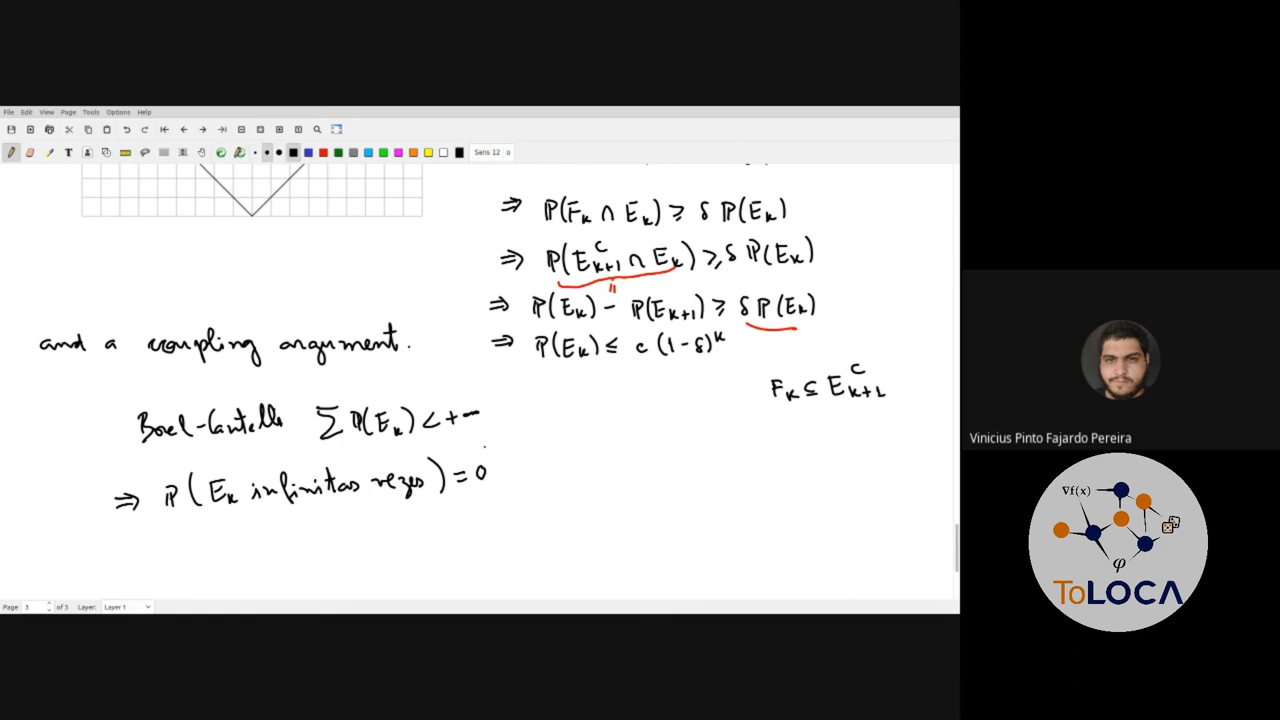 File Edit View Page Tools Options Help
Sans 12
⇒ P(F_k ∩ E_k) ≥ δ P(E_k)
⇒ P(E_{k+1}^c ∩ E_k) ≥ δ P(E_k)
⇒ P(E_k) - P(E_{k+1}) ≥ δ P(E_k)
⇒ P(E_k) ≤ c (1-δ)^k
F_k ⊆ E_{k+1}^c
and a coupling argument.
Borel-Cantelli ∑ P(E_k) < +∞
⇒ P(E_k infinitas vezes) = 0
Page 3 of 3 Layer: Layer 1
Vinicius Pinto Fajardo Pereira
∇f(x)
φ
ToLOCA